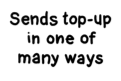 Sends top-up
in one of
many ways